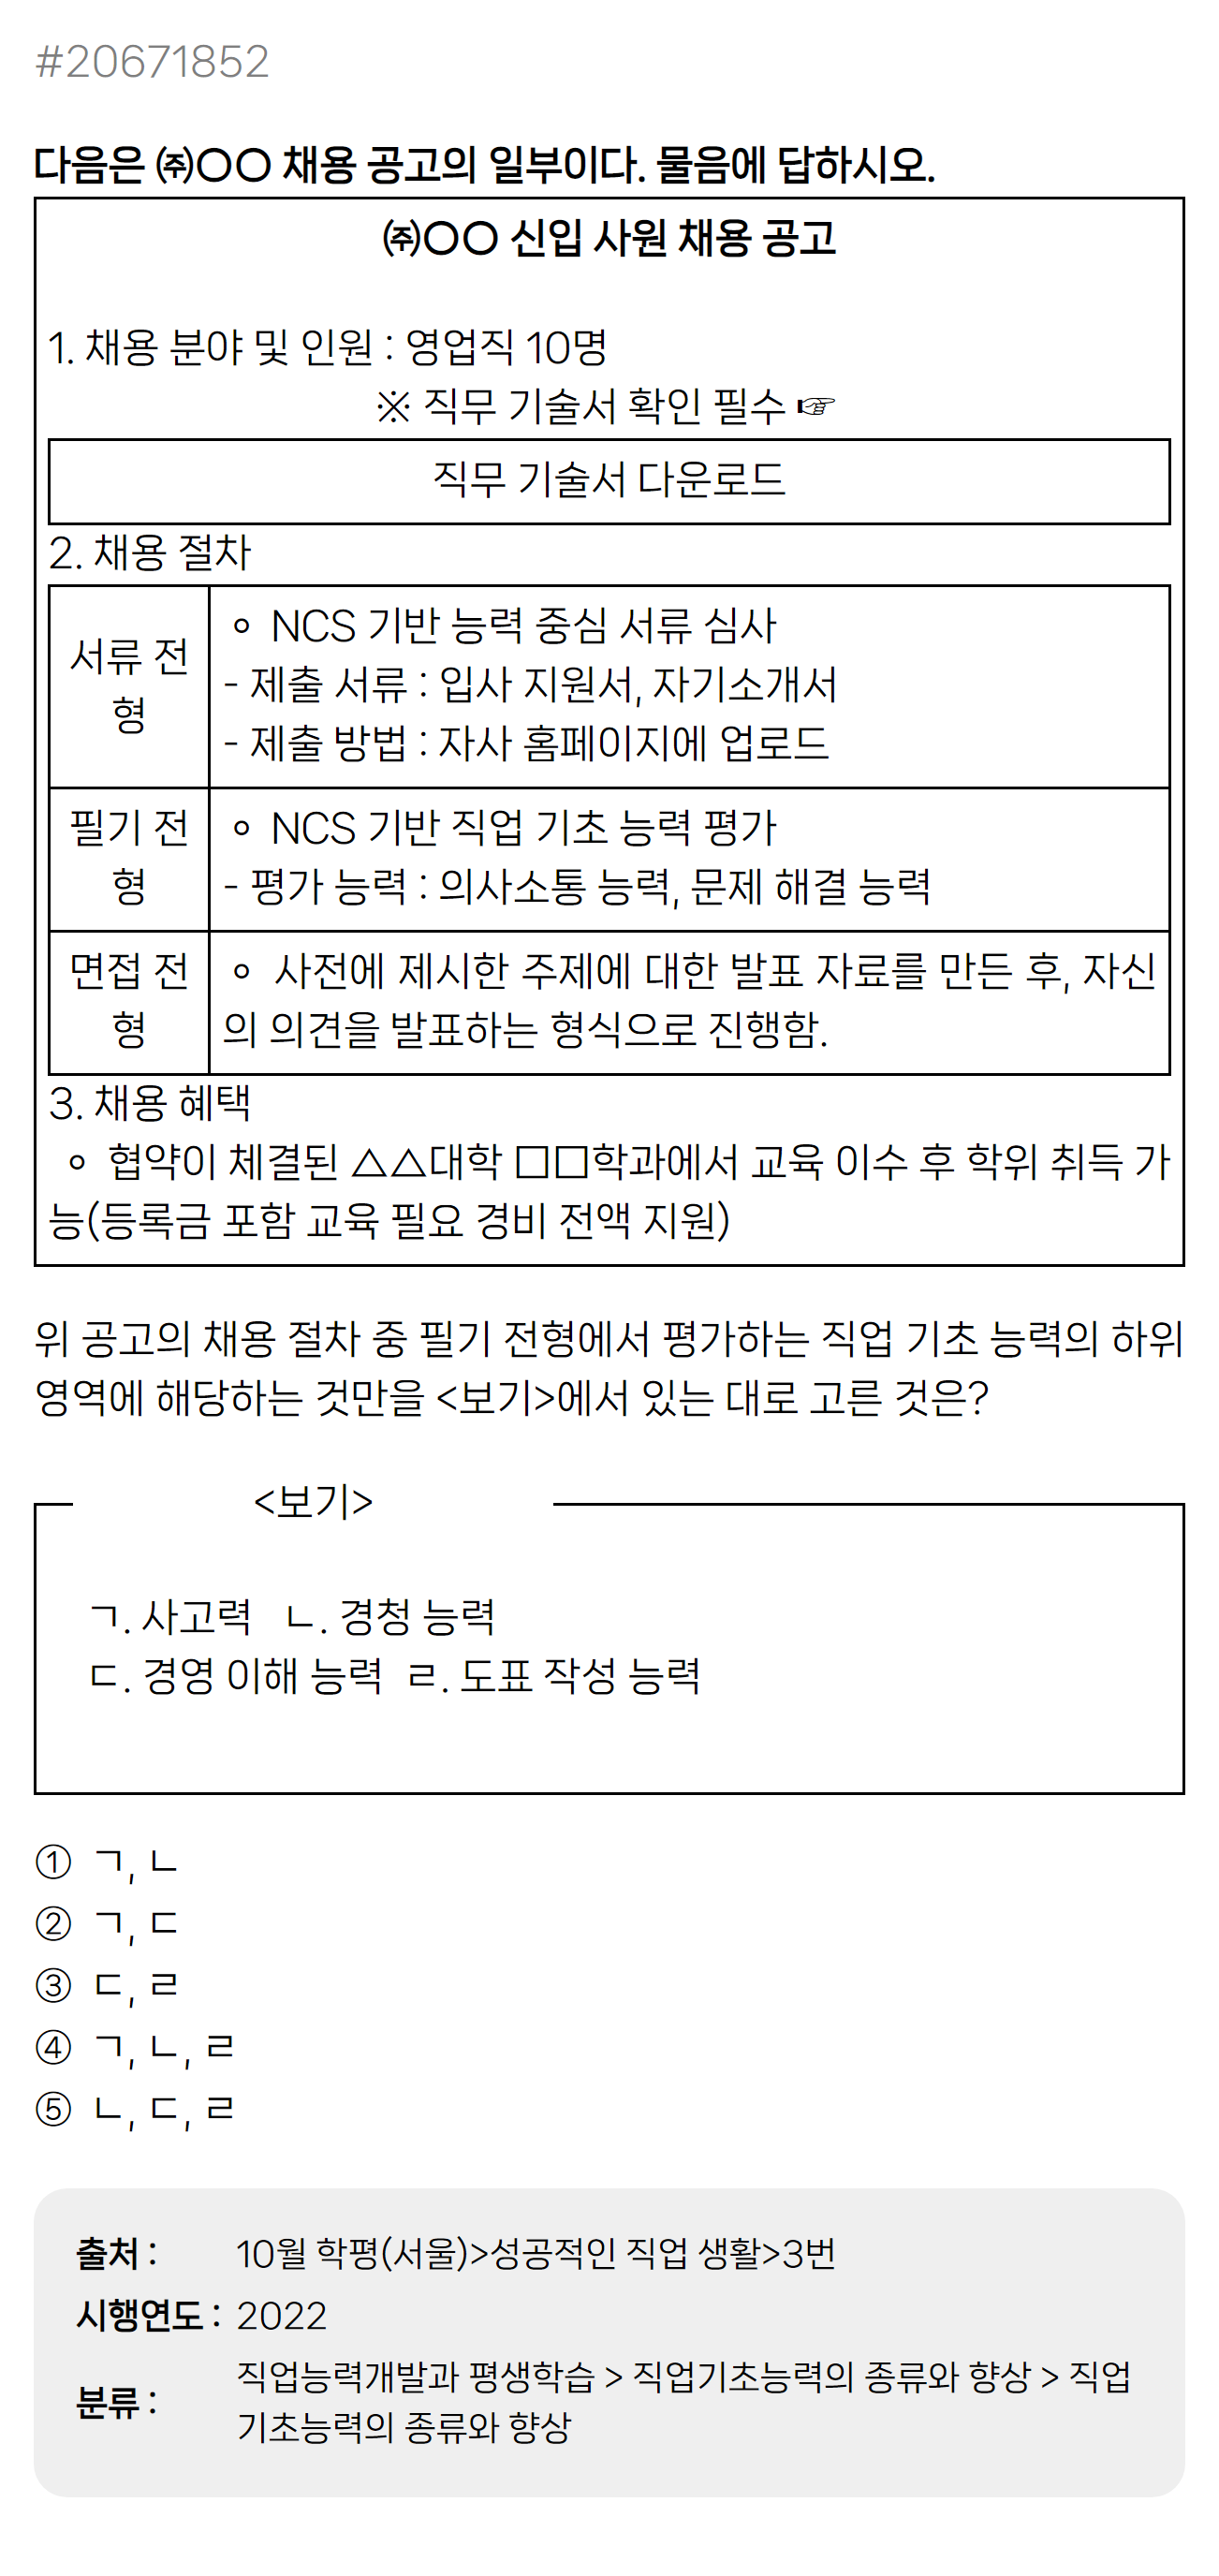 #20671852
다음은 ㈜○○ 채용 공고의 일부이다. 물음에 답하시오.
㈜○○ 신입 사원 채용 공고
1. 채용 분야 및 인원 : 영업직 10명
※ 직무 기술서 확인 필수 ☞
직무 기술서 다운로드
2. 채용 절차
서류 전
형
∘ NCS 기반 능력 중심 서류 심사
- 제출 서류 : 입사 지원서, 자기소개서
- 제출 방법 : 자사 홈페이지에 업로드
필기 전
형
∘ NCS 기반 직업 기초 능력 평가
- 평가 능력 : 의사소통 능력, 문제 해결 능력
면접 전
형
∘ 사전에 제시한 주제에 대한 발표 자료를 만든 후, 자신
의 의견을 발표하는 형식으로 진행함.
3. 채용 혜택
∘ 협약이 체결된 △△대학 □□학과에서 교육 이수 후 학위 취득 가
능(등록금 포함 교육 필요 경비 전액 지원)
위 공고의 채용 절차 중 필기 전형에서 평가하는 직업 기초 능력의 하위
영역에 해당하는 것만을 <보기>에서 있는 대로 고른 것은?
<보기>
ㄱ. 사고력 ㄴ. 경청 능력
ㄷ. 경영 이해 능력 ㄹ. 도표 작성 능력
① ㄱ, ㄴ
② ㄱ, ㄷ
③ ㄷ, ㄹ
④ ㄱ, ㄴ, ㄹ
⑤ ㄴ, ㄷ, ㄹ
출처 : 10월 학평(서울)>성공적인 직업 생활>3번
시행연도 : 2022
분류 : 직업능력개발과 평생학습 > 직업기초능력의 종류와 향상 > 직업
기초능력의 종류와 향상